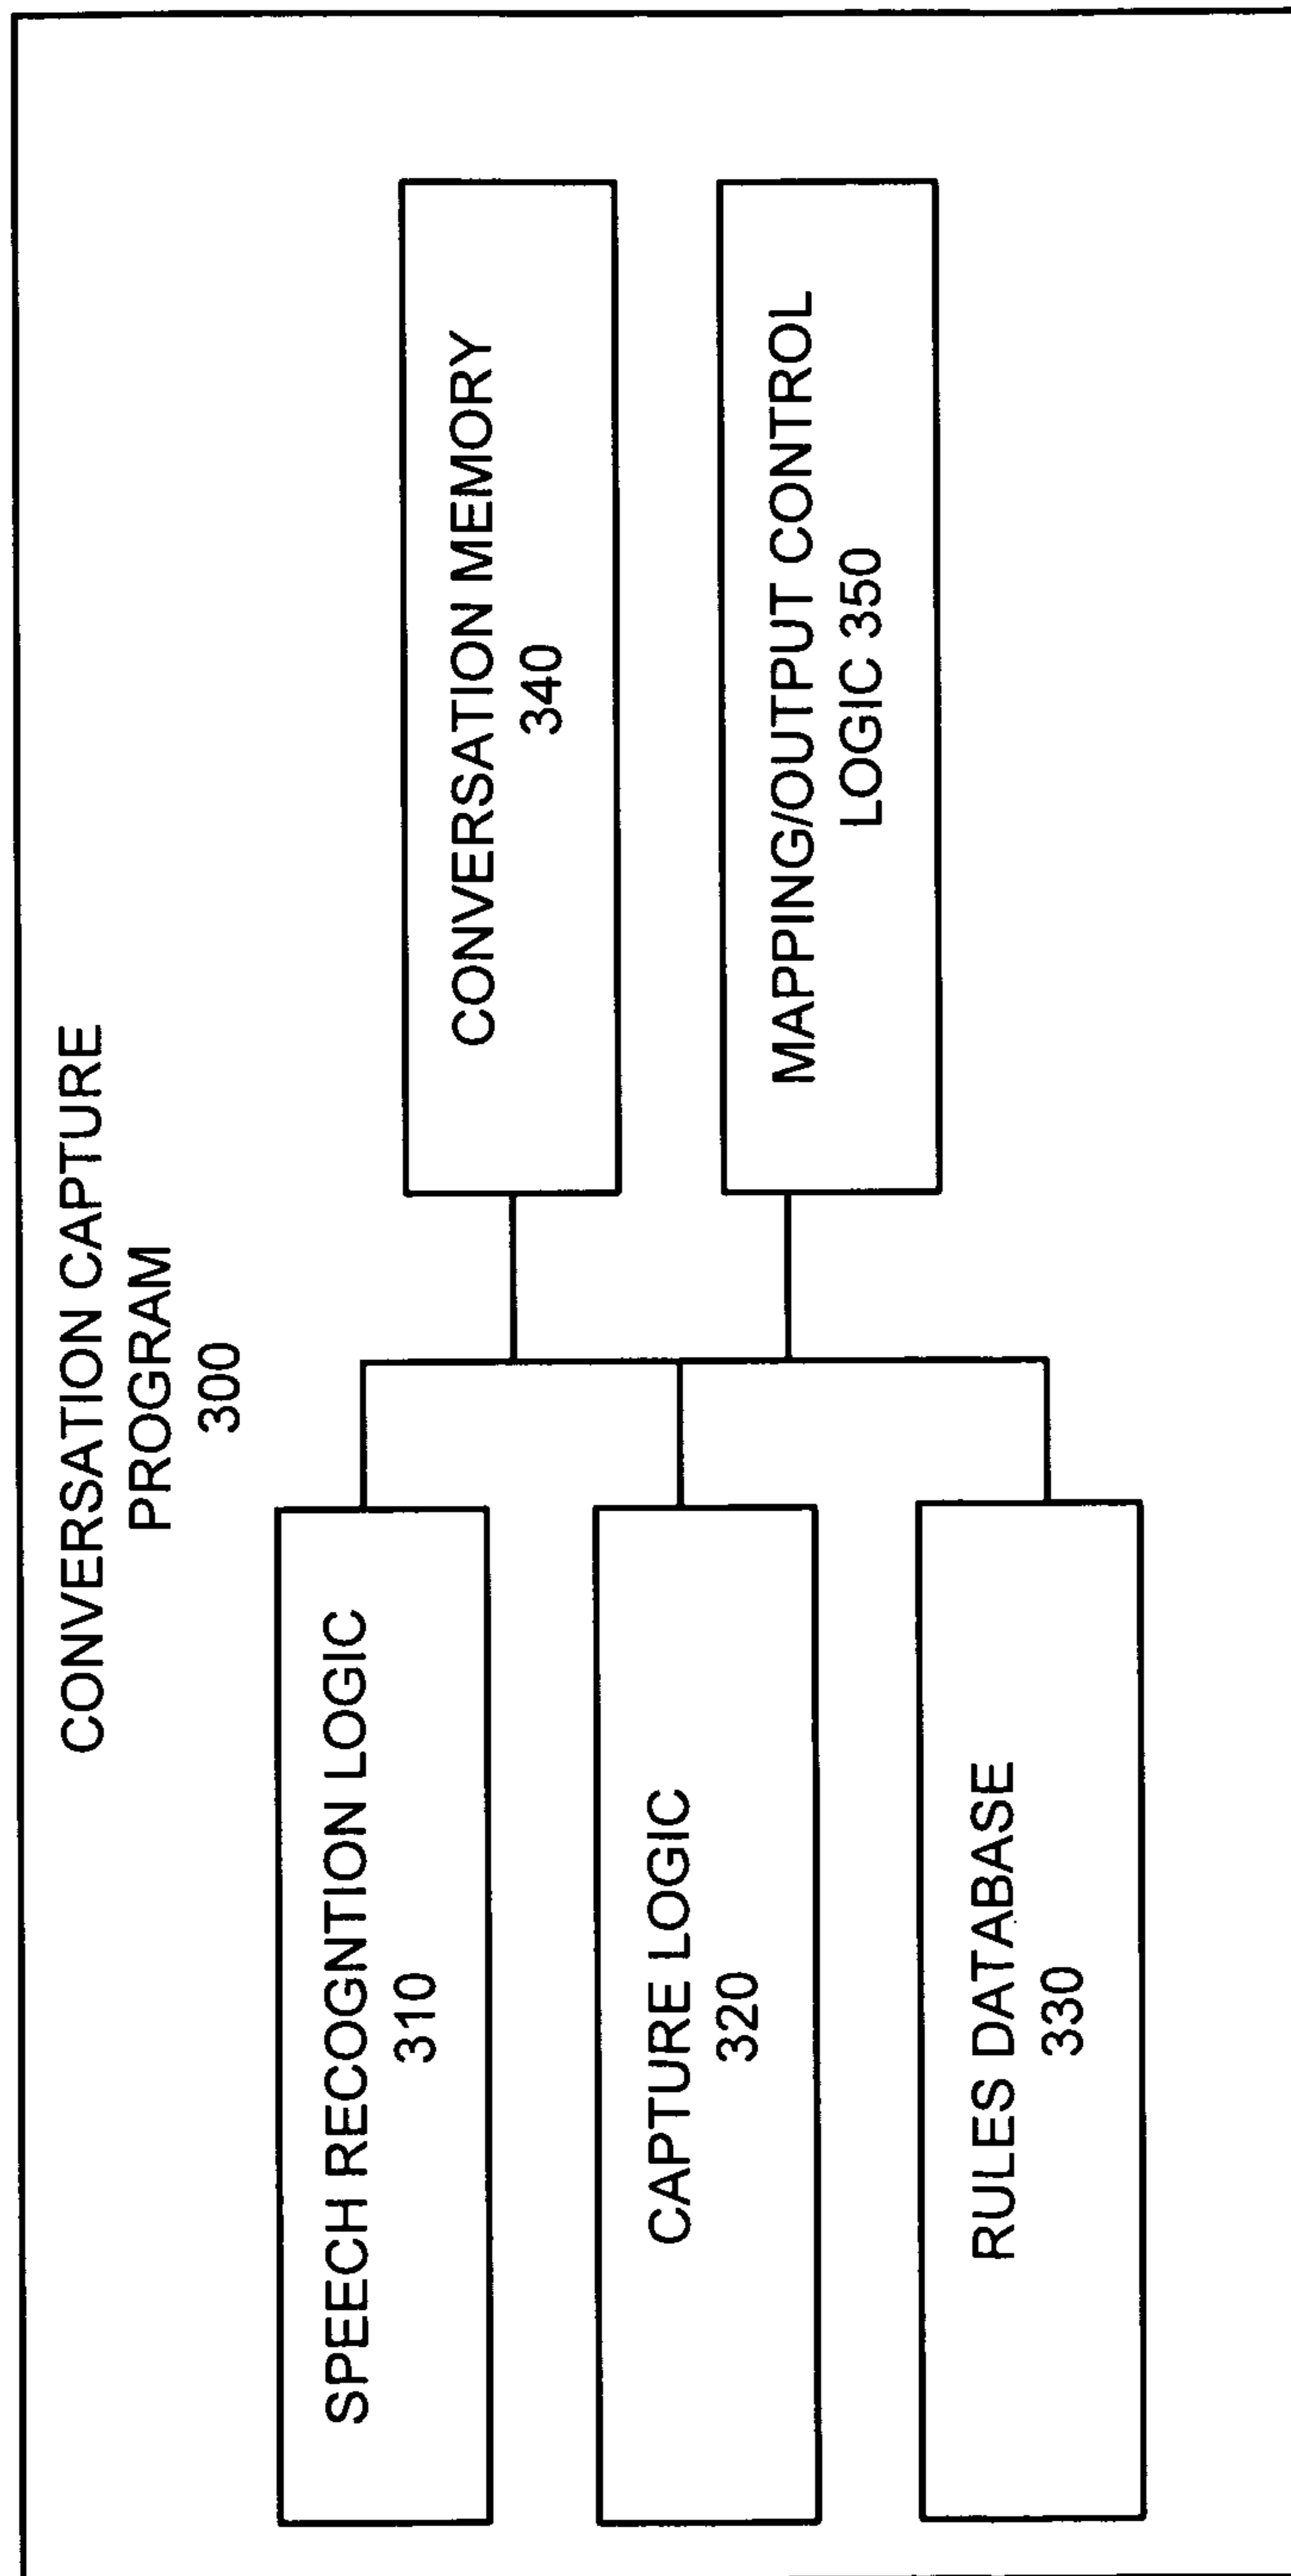 CONVERSATION CAPTURE
PROGRAM
300
SPEECH RECOGNTION LOGIC
310
CAPTURE LOGIC
320
RULES DATABASE
330
CONVERSATION MEMORY
340
MAPPING/OUTPUT CONTROL
LOGIC 350